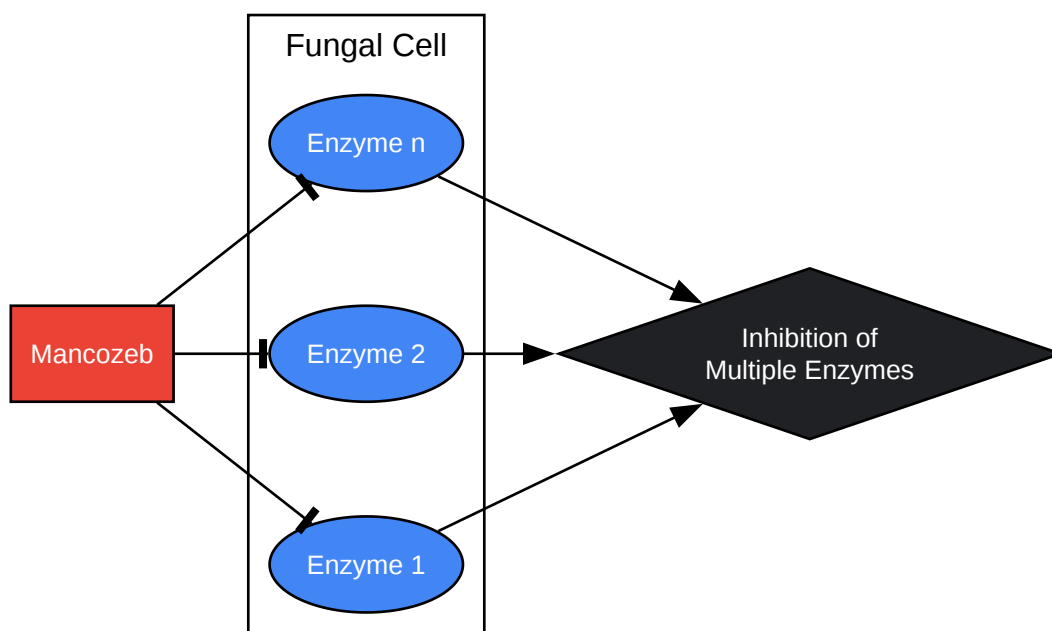 Fungal Cell
Enzyme n
Mancozeb
Enzyme 2
Inhibition of
Multiple Enzymes
Enzyme 1